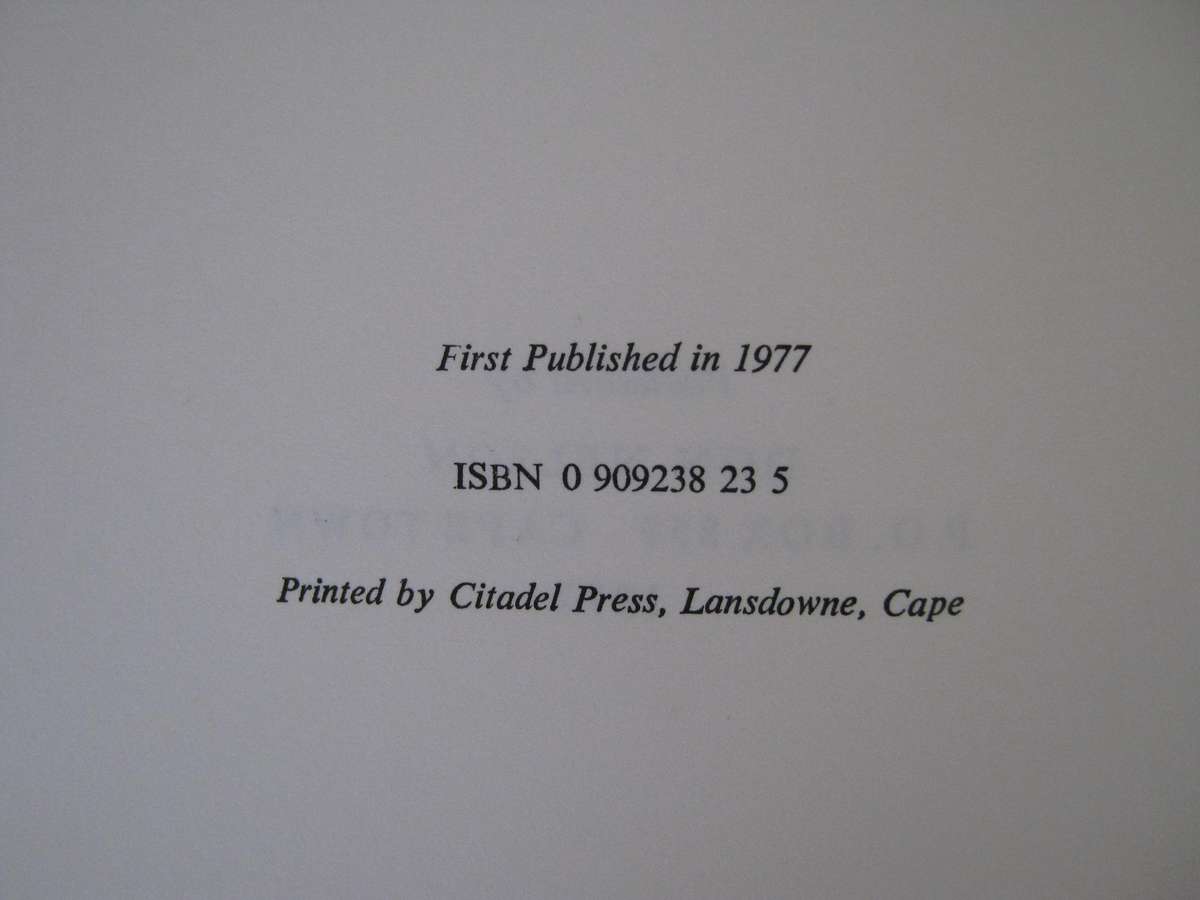 First Published in 1977
ISBN 0 909238 23 5
Printed by Citadel Press, Lansdowne, Cape